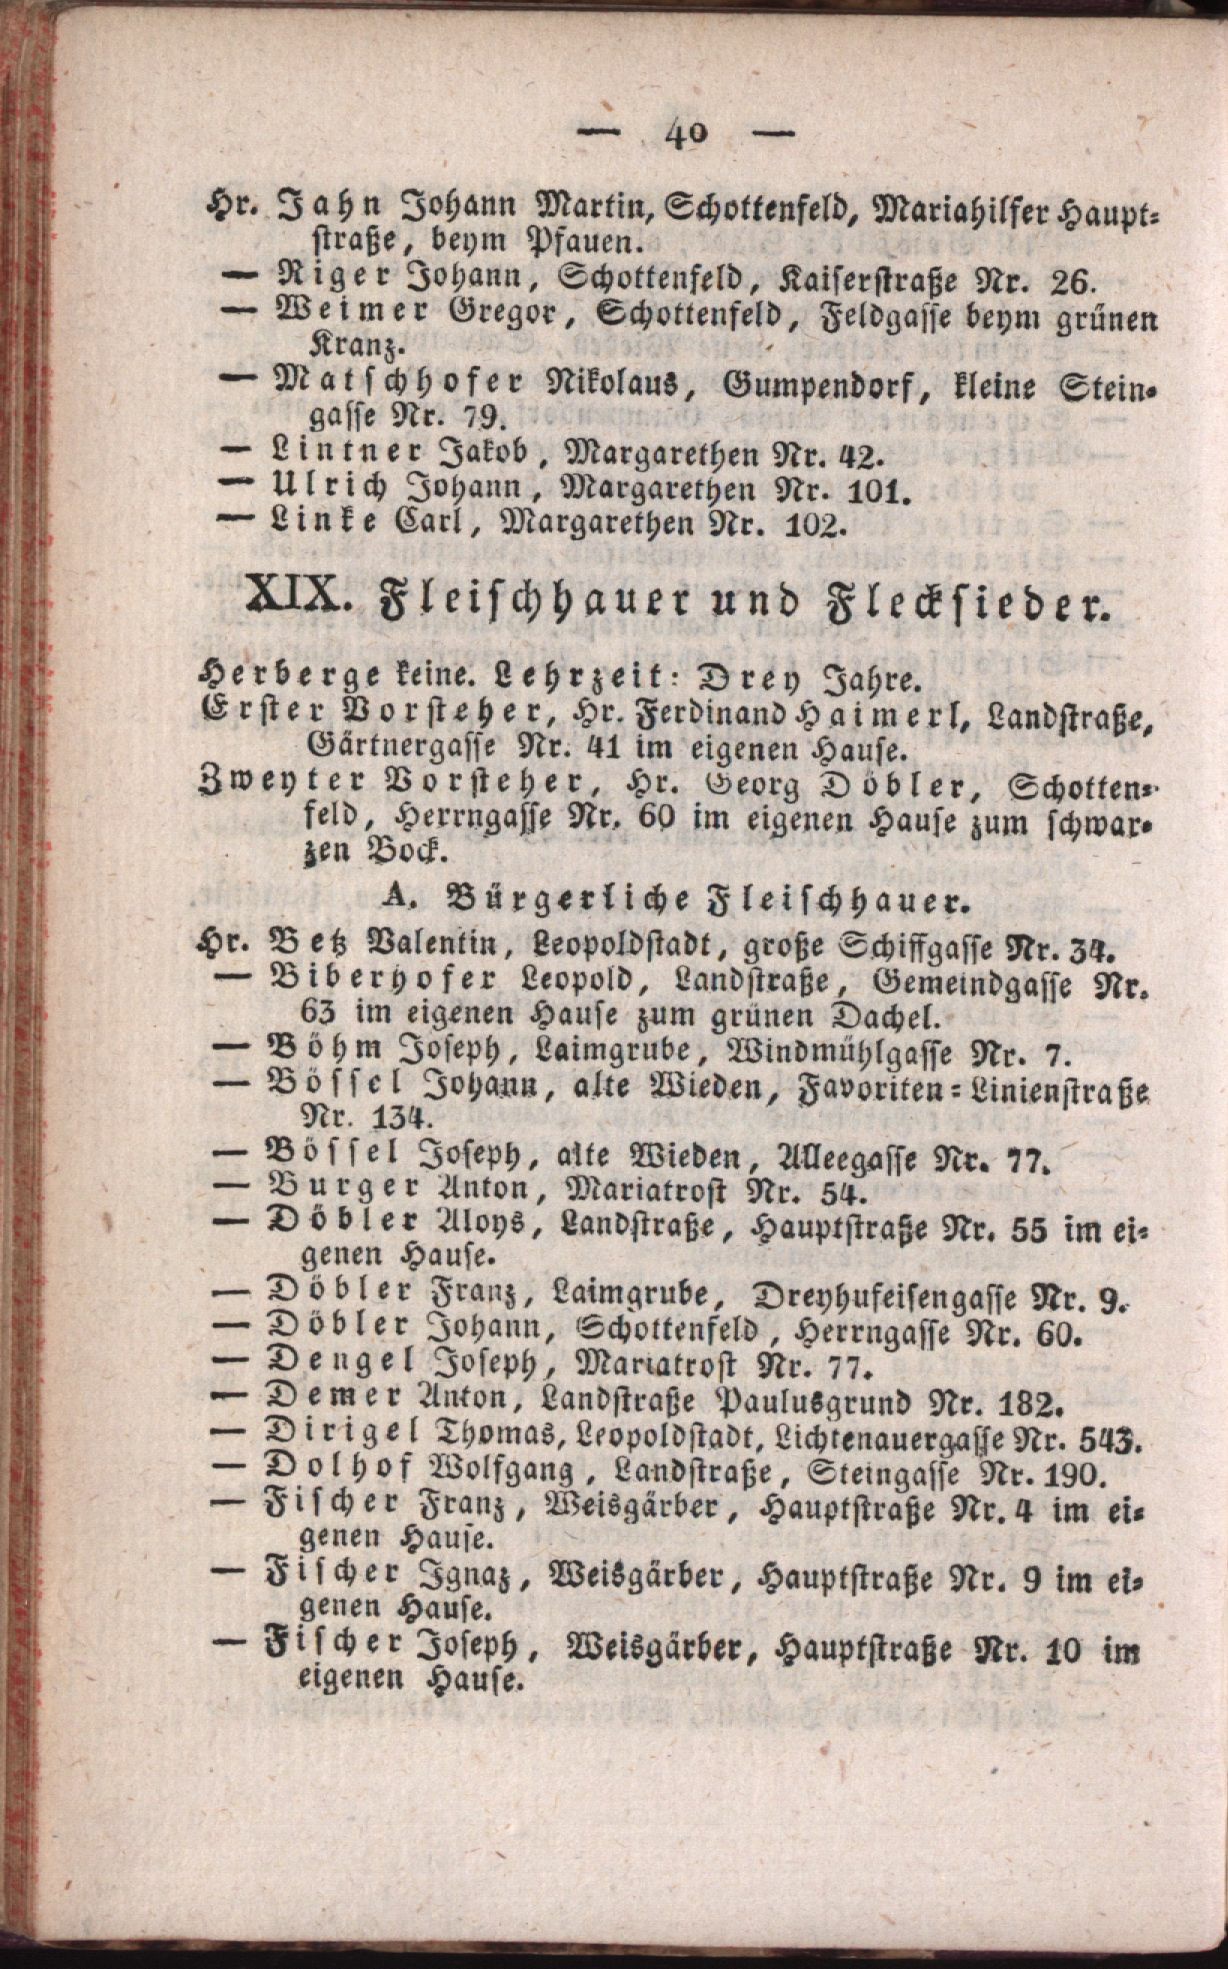 — 40 —
Hr. Jahn Johann Martin, Schottenfeld, Mariahilfer Haupt-
straße, beym Pfauen.
— Riger Johann, Schottenfeld, Kaiserstraße Nr. 26.
— Weimer Gregor, Schottenfeld, Feldgasse beym grünen
Kranz.
— Matschhofer Nikolaus, Gumpendorf, kleine Stein-
gasse Nr. 79.
— Lintner Jakob, Margarethen Nr. 42.
— Ulrich Johann, Margarethen Nr. 101.
— Linke Carl, Margarethen Nr. 102.
XIX. Fleischhauer und Flecksieder.
Herberge keine. Lehrzeit: Drey Jahre.
Erster Vorsteher, Hr. Ferdinand Haimerl, Landstraße,
Gärtnergasse Nr. 41 im eigenen Hause.
Zweyter Vorsteher, Hr. Georg Döbler, Schotten-
feld, Herrngasse Nr. 60 im eigenen Hause zum schwar-
zen Bock.
A. Bürgerliche Fleischhauer.
Hr. Betz Valentin, Leopoldstadt, große Schiffgasse Nr. 34.
— Biberhofer Leopold, Landstraße, Gemeindgasse Nr.
63 im eigenen Hause zum grünen Dachel.
— Böhm Joseph, Laimgrube, Windmühlgasse Nr. 7.
— Bössel Johann, alte Wieden, Favoriten-Linienstraße
Nr. 134.
— Bössel Joseph, alte Wieden, Alleegasse Nr. 77.
— Burger Anton, Mariatrost Nr. 54.
— Döbler Aloys, Landstraße, Hauptstraße Nr. 55 im ei-
genen Hause.
— Döbler Franz, Laimgrube, Dreyhufeisengasse Nr. 9.
— Döbler Johann, Schottenfeld, Herrngasse Nr. 60.
— Dengel Joseph, Mariatrost Nr. 77.
— Demer Anton, Landstraße Paulusgrund Nr. 182.
— Dirigel Thomas, Leopoldstadt, Lichtenauergasse Nr. 543.
— Dolhof Wolfgang, Landstraße, Steingasse Nr. 190.
— Fischer Franz, Weisgärber, Hauptstraße Nr. 4 im ei-
genen Hause.
— Fischer Ignaz, Weisgärber, Hauptstraße Nr. 9 im ei-
genen Hause.
— Fischer Joseph, Weisgärber, Hauptstraße Nr. 10 im
eigenen Hause.